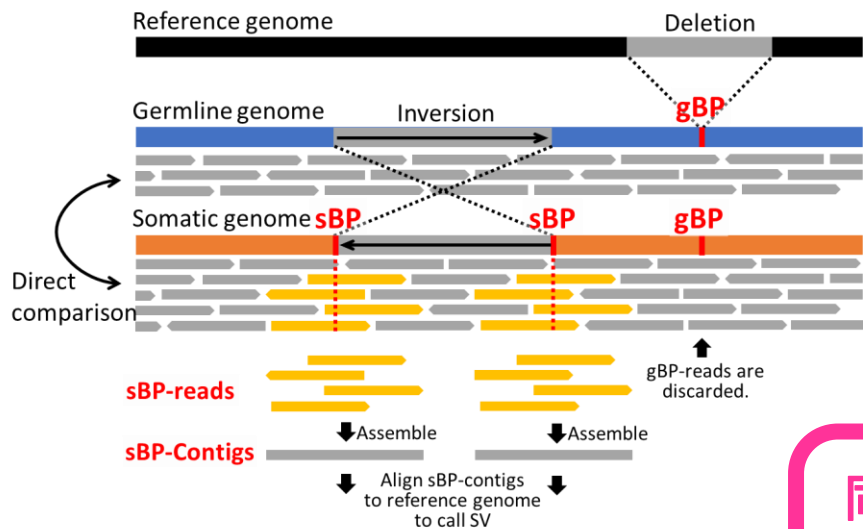 Reference genome
Deletion
gBP
Germline genome
Inversion
Somatic genome
sBP
sBP
gBP
Direct
comparison
sBP-reads
gBP-reads are
discarded.
Assemble
Assemble
sBP-Contigs
Align sBP-contigs
to reference genome
to call SV